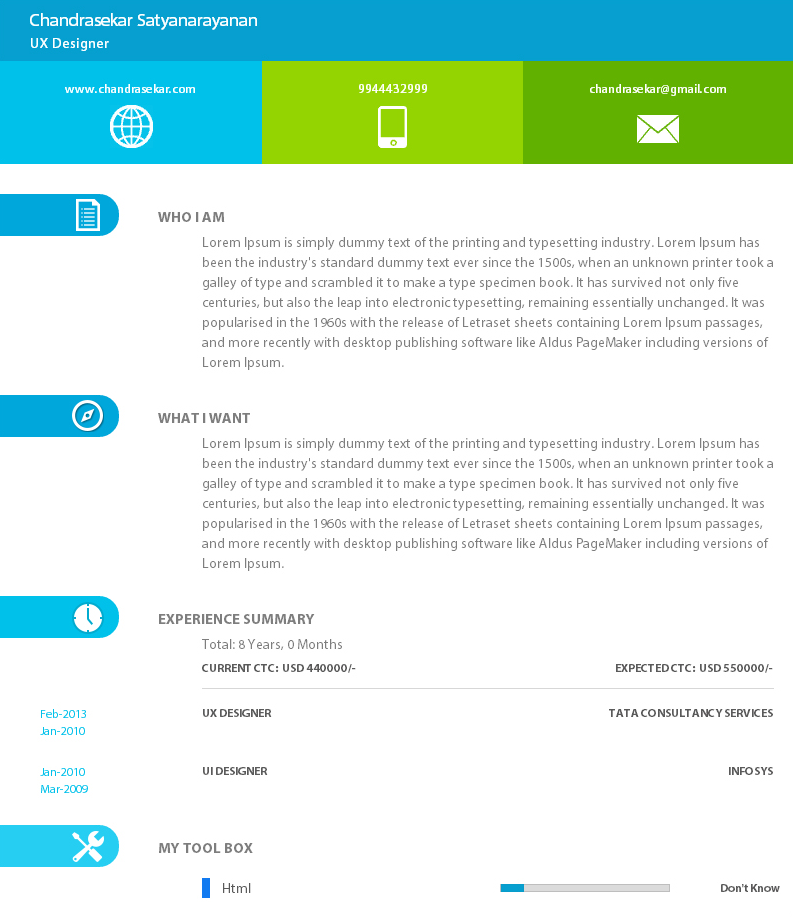 Chandrasekar Satyanarayanan
UX Designer
www.chandrasekar.com
9944432999
chandrasekar@gmail.com
WHO I AM
Lorem Ipsum is simply dummy text of the printing and typesetting industry. Lorem Ipsum has
been the industry's standard dummy text ever since the 1500s, when an unknown printer took a
galley of type and scrambled it to make a type specimen book. It has survived not only five
centuries, but also the leap into electronic typesetting, remaining essentially unchanged. It was
popularised in the 1960s with the release of Letraset sheets containing Lorem Ipsum passages,
and more recently with desktop publishing software like Aldus PageMaker including versions of
Lorem Ipsum.
WHAT I WANT
Lorem Ipsum is simply dummy text of the printing and typesetting industry. Lorem Ipsum has
been the industry's standard dummy text ever since the 1500s, when an unknown printer took a
galley of type and scrambled it to make a type specimen book. It has survived not only five
centuries, but also the leap into electronic typesetting, remaining essentially unchanged. It was
popularised in the 1960s with the release of Letraset sheets containing Lorem Ipsum passages,
and more recently with desktop publishing software like Aldus PageMaker including versions of
Lorem Ipsum.
EXPERIENCE SUMMARY
Total: 8 Years, 0 Months
CURRENT CTC: USD 440000/- EXPECTED CTC: USD 550000/-
Feb-2013 UX DESIGNER TATA CONSULTANCY SERVICES
Jan-2010
Jan-2010 UI DESIGNER INFOSYS
Mar-2009
MY TOOL BOX
Html Don't Know